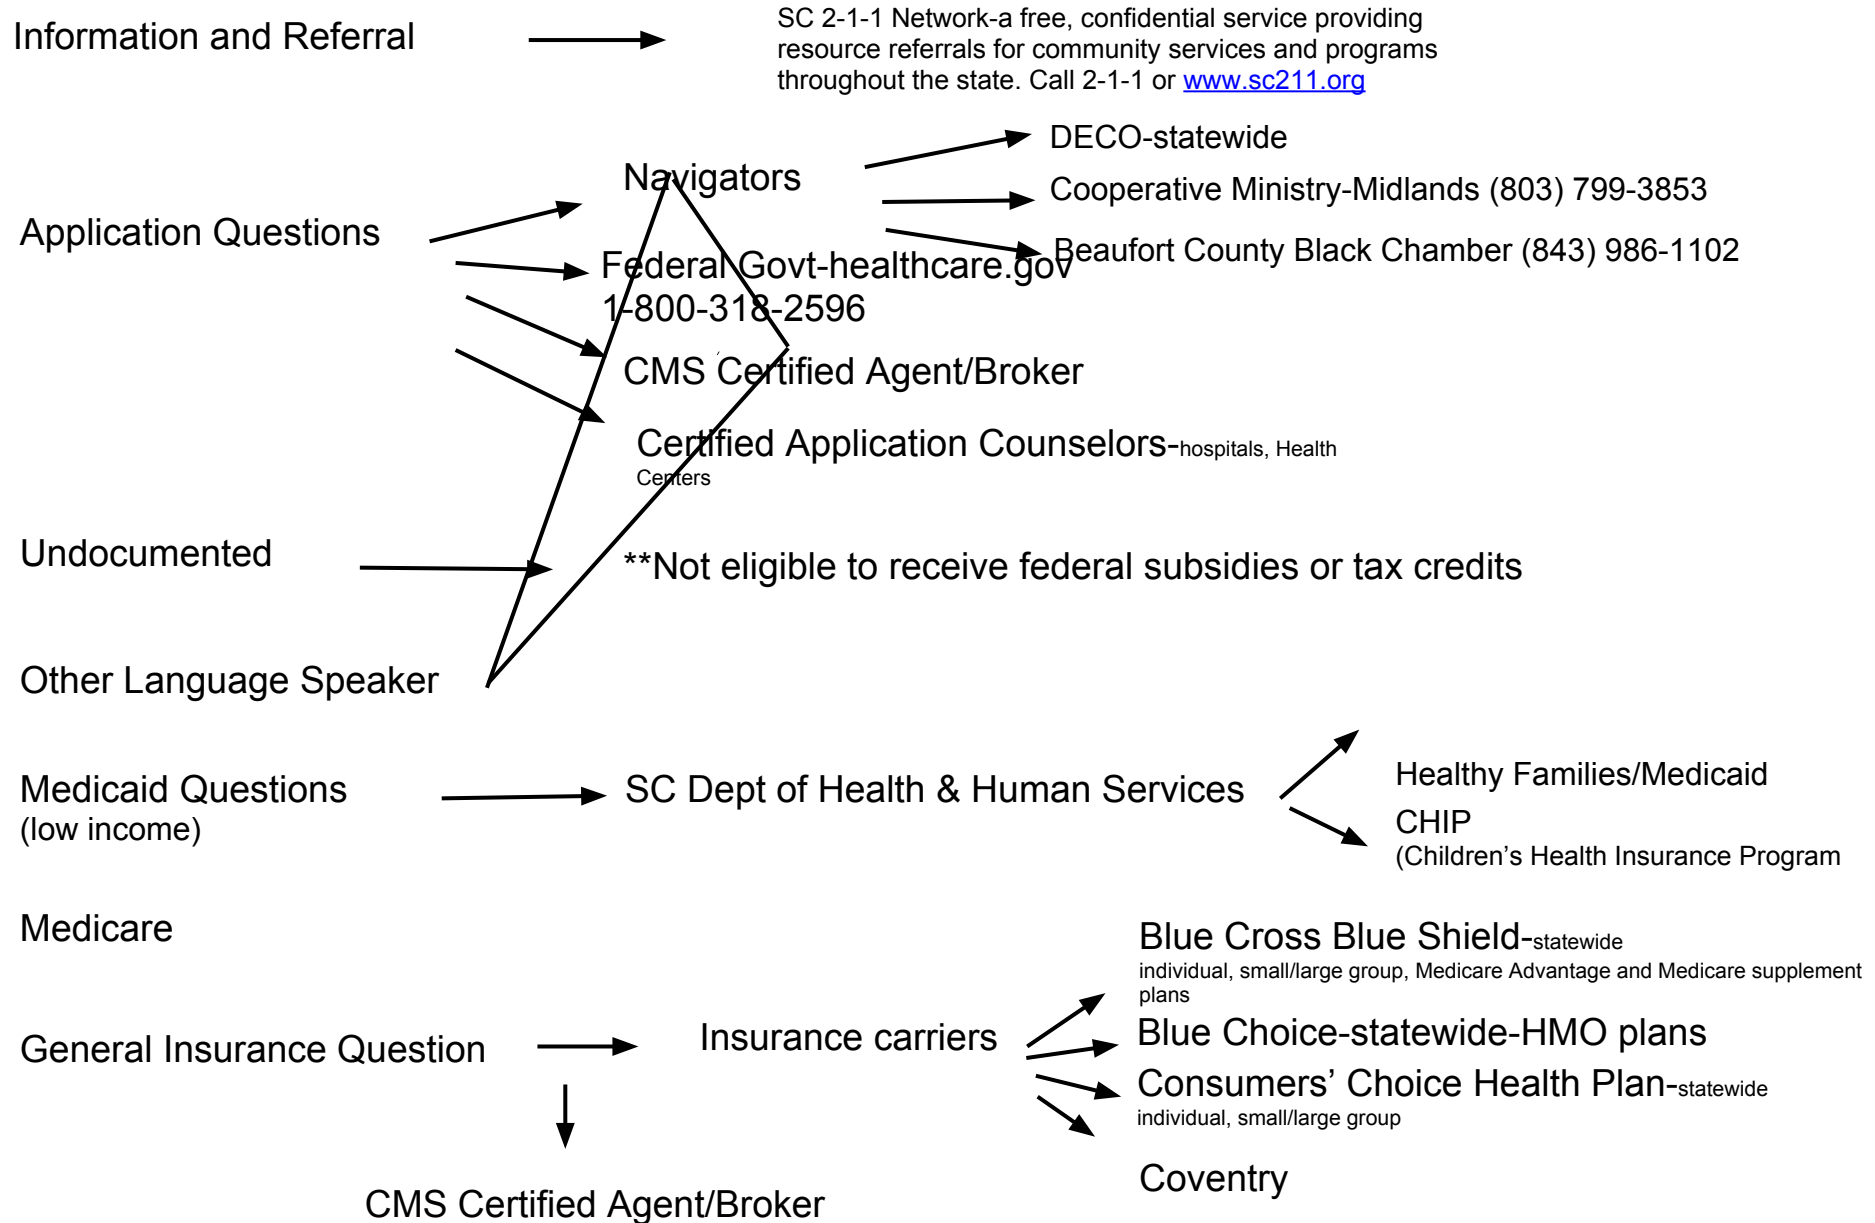 Information and Referral
SC 2-1-1 Network-a free, confidential service providing
resource referrals for community services and programs
throughout the state. Call 2-1-1 or www.sc211.org
Application Questions
Navigators
DECO-statewide
Cooperative Ministry-Midlands (803) 799-3853
Beaufort County Black Chamber (843) 986-1102
Federal Govt-healthcare.gov
1-800-318-2596
CMS Certified Agent/Broker
Certified Application Counselors-hospitals, Health
Centers
Undocumented
**Not eligible to receive federal subsidies or tax credits
Other Language Speaker
Medicaid Questions
(low income)
SC Dept of Health & Human Services
Healthy Families/Medicaid
CHIP
(Children’s Health Insurance Program
Medicare
General Insurance Question
Insurance carriers
Blue Cross Blue Shield-statewide
individual, small/large group, Medicare Advantage and Medicare supplement
plans
Blue Choice-statewide-HMO plans
Consumers’ Choice Health Plan-statewide
individual, small/large group
Coventry
CMS Certified Agent/Broker